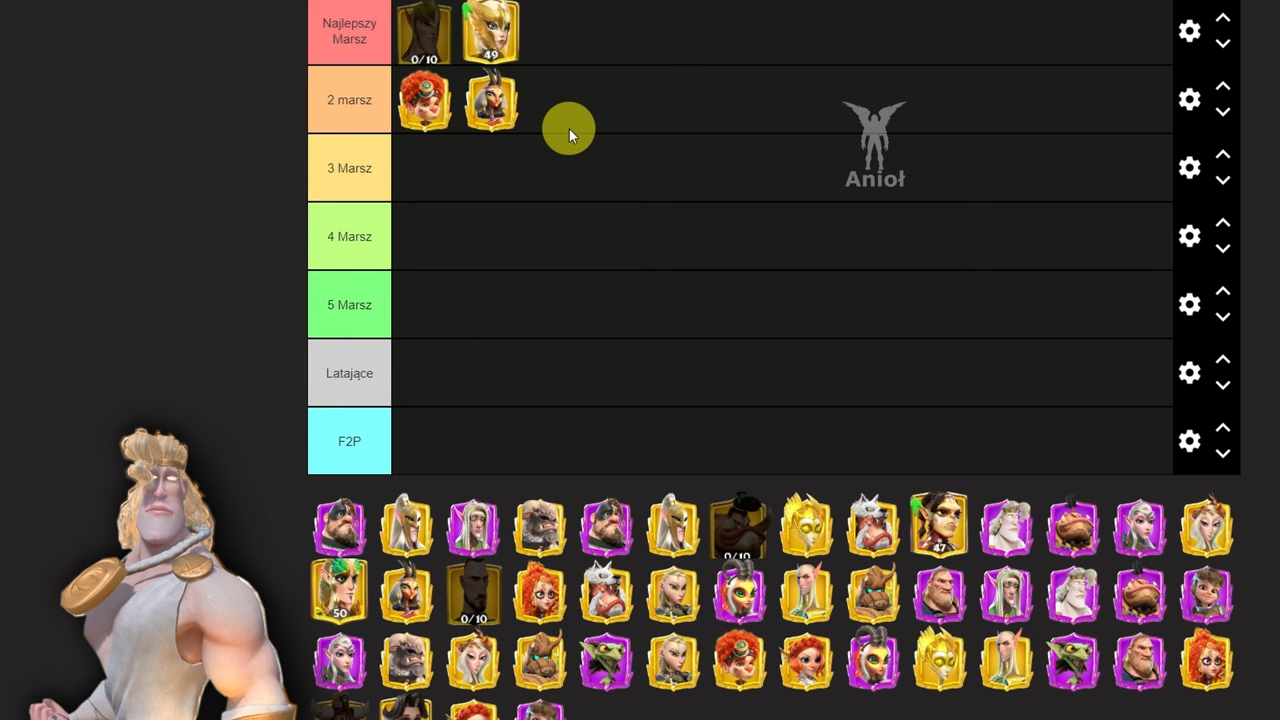 Najlepszy
Marsz
0/10
49
2 marsz
Anioł
3 Marsz
4 Marsz
5 Marsz
Latające
F2P
0/10
47
50
0/10